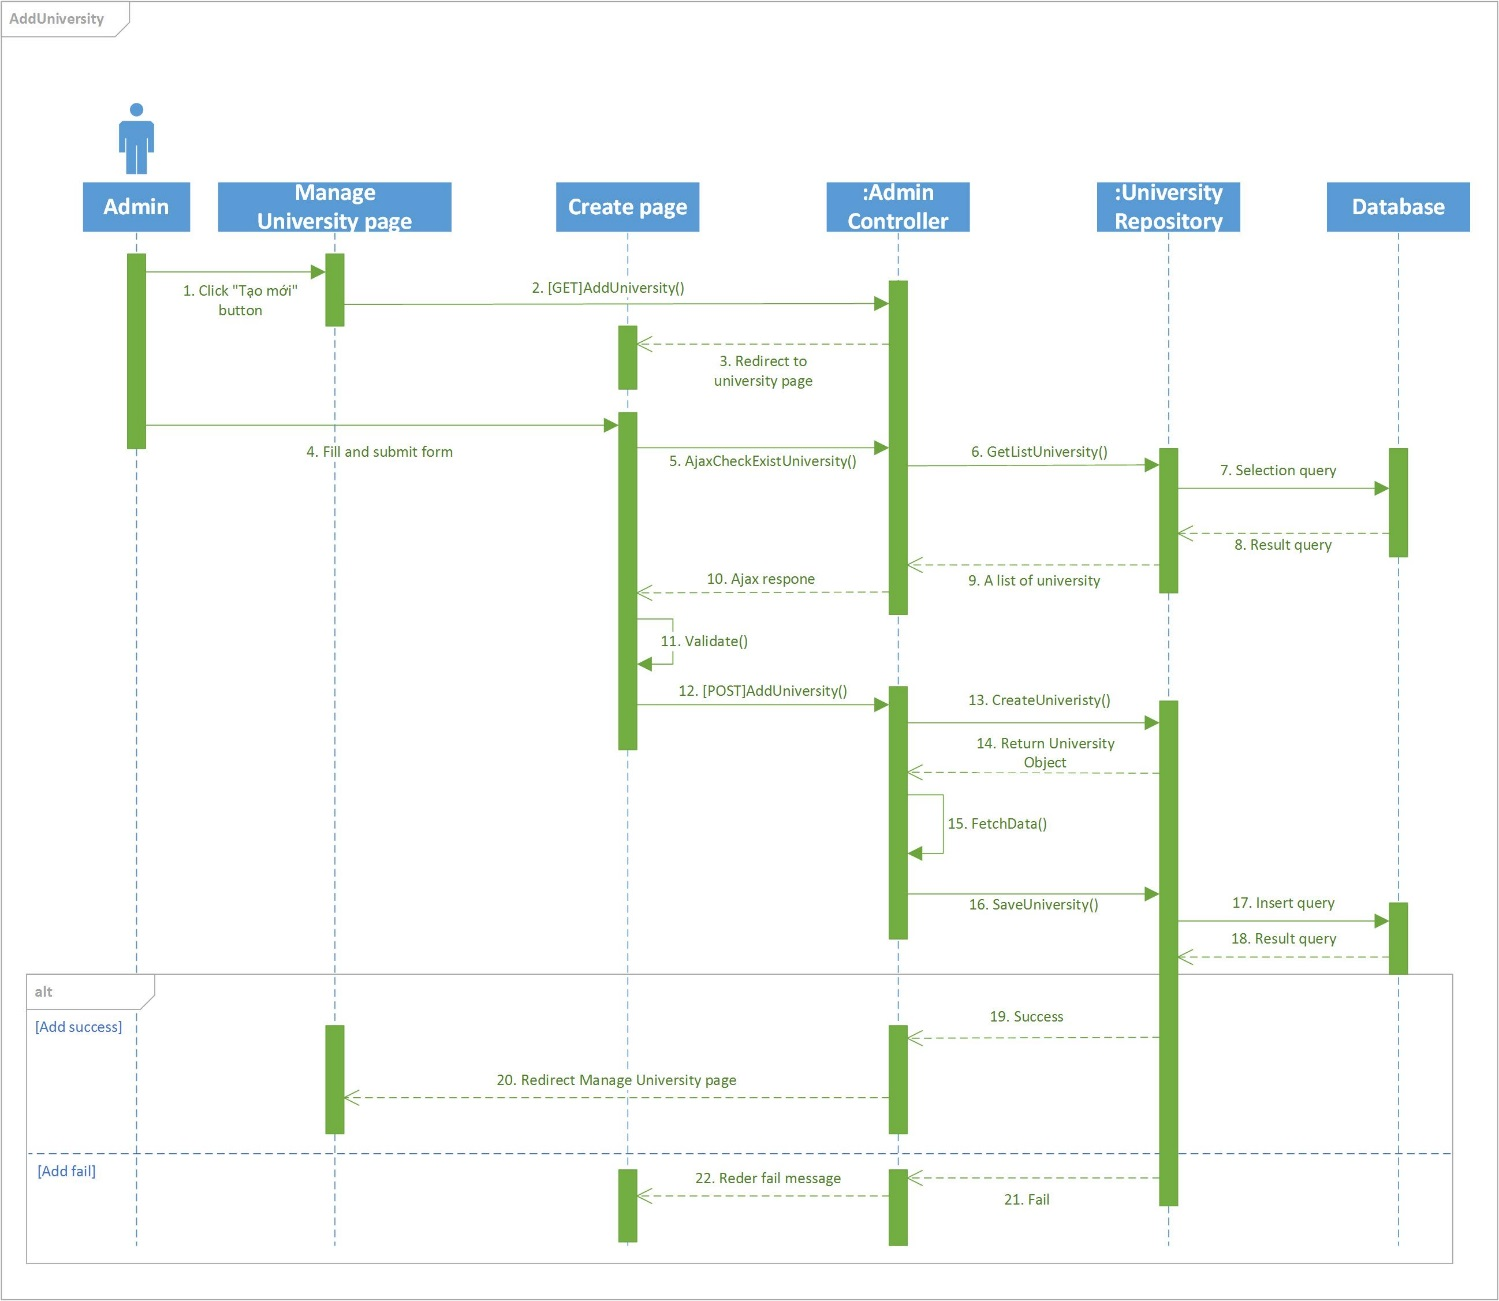 AddUniversity
Admin
Manage
University page
Create page
:Admin
Controller
:University
Repository
Database
1. Click "Tạo mới"
button
2. [GET]AddUniversity()
3. Redirect to
university page
4. Fill and submit form
5. AjaxCheckExistUniversity()
6. GetListUniversity()
7. Selection query
8. Result query
9. A list of university
10. Ajax respone
11. Validate()
12. [POST]AddUniversity()
13. CreateUniveristy()
14. Return University
Object
15. FetchData()
16. SaveUniversity()
17. Insert query
18. Result query
alt
[Add success]
19. Success
20. Redirect Manage University page
[Add fail]
22. Reder fail message
21. Fail